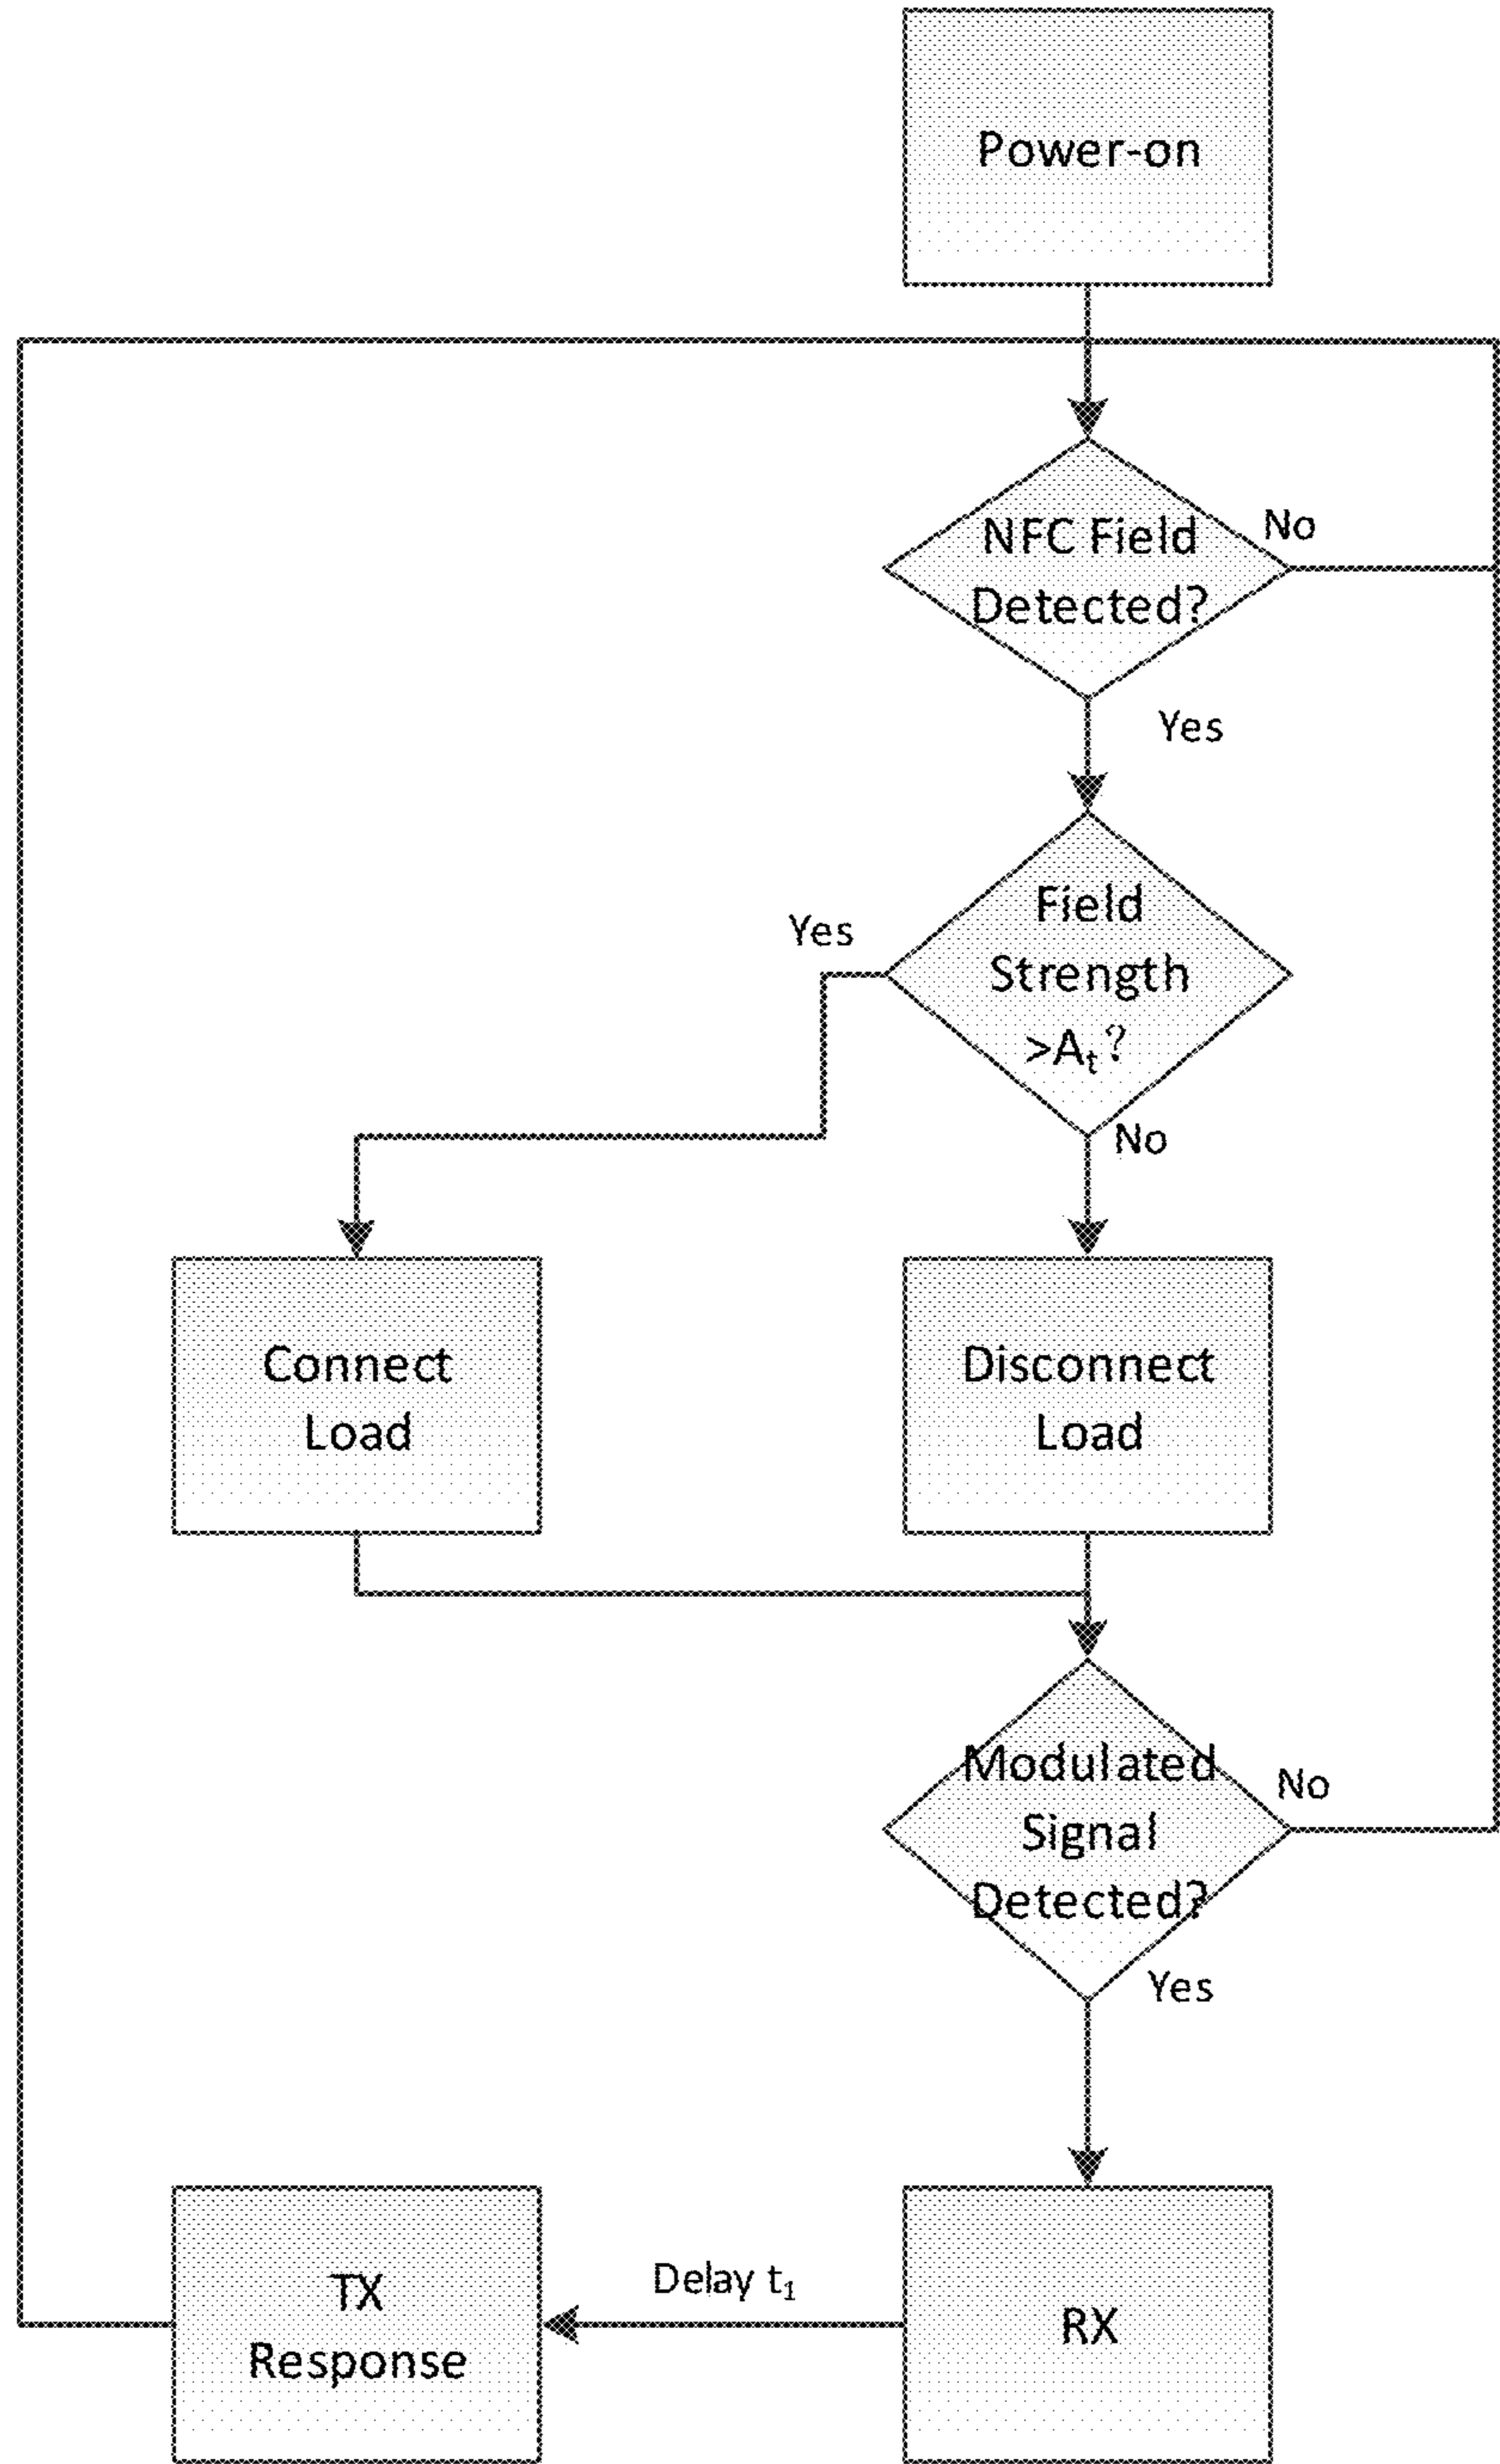 Power-on
NFC Field
No
Detected?
Yes
Field
Yes
Strength
>Aₜ?
No
Connect
Load
Disconnect
Load
Modulated
No
Signal
Detected?
Yes
TX
Response
Delay t₁
RX